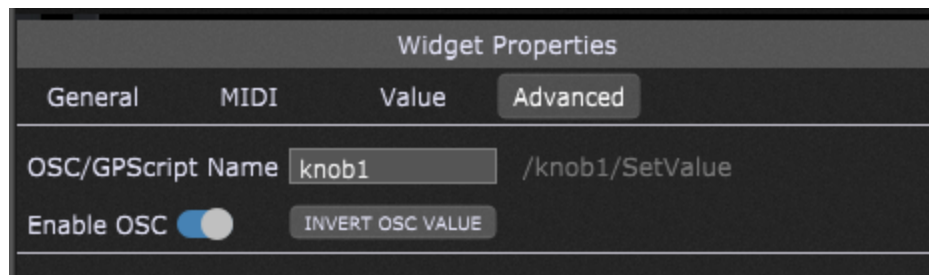 Widget Properties
General MIDI Value Advanced
OSC/GPScript Name knob1 /knob1/SetValue
Enable OSC INVERT OSC VALUE